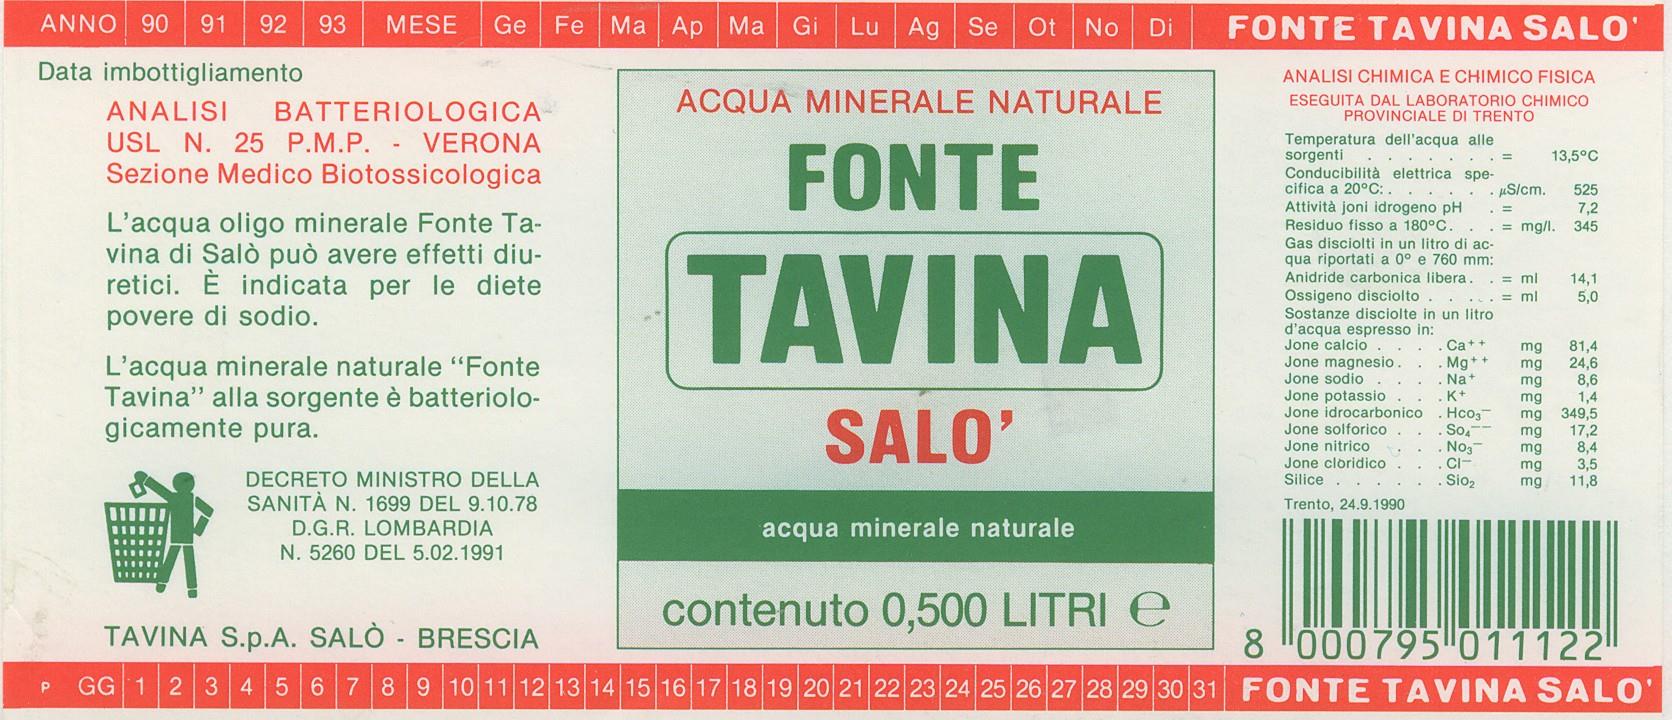 ANNO 90 91 92 93 MESE Ge Fe Ma Ap Ma Gi Lu Ag Se Ot No Di FONTE TAVINA SALO'
Data imbottigliamento
ANALISI BATTERIOLOGICA
USL N. 25 P.M.P. - VERONA
Sezione Medico Biotossicologica
L'acqua oligo minerale Fonte Ta-
vina di Salò può avere effetti diu-
retici. È indicata per le diete
povere di sodio.
L'acqua minerale naturale “Fonte
Tavina” alla sorgente è batteriolo-
gicamente pura.
DECRETO MINISTRO DELLA
SANITÀ N. 1699 DEL 9.10.78
D.G.R. LOMBARDIA
N. 5260 DEL 5.02.1991
TAVINA S.p.A. SALÒ - BRESCIA
ACQUA MINERALE NATURALE
FONTE
TAVINA
SALO'
acqua minerale naturale
contenuto 0,500 LITRI ℮
ANALISI CHIMICA E CHIMICO FISICA
ESEGUITA DAL LABORATORIO CHIMICO
PROVINCIALE DI TRENTO
Temperatura dell'acqua alle
sorgenti . . . . . . . = 13,5°C
Conducibilità elettrica spe-
cifica a 20°C: . . . . . . µS/cm. 525
Attività joni idrogeno pH . = 7,2
Residuo fisso a 180°C. . . = mg/l. 345
Gas disciolti in un litro di ac-
qua riportati a 0° e 760 mm:
Anidride carbonica libera. . = ml 14,1
Ossigeno disciolto . . . . = ml 5,0
Sostanze disciolte in un litro
d'acqua espresso in:
Jone calcio . . . . Ca⁺⁺ mg 81,4
Jone magnesio. . . Mg⁺⁺ mg 24,6
Jone sodio . . . . Na⁺ mg 8,6
Jone potassio . . . K⁺ mg 1,4
Jone idrocarbonico . Hco₃⁻ mg 349,5
Jone solforico . . . So₄⁻⁻ mg 17,2
Jone nitrico . . . No₃⁻ mg 8,4
Jone cloridico . . . Cl⁻ mg 3,5
Silice . . . . . . Sio₂ mg 11,8
Trento, 24.9.1990
8 000795 011122
P GG 1 2 3 4 5 6 7 8 9 10 11 12 13 14 15 16 17 18 19 20 21 22 23 24 25 26 27 28 29 30 31 FONTE TAVINA SALO'